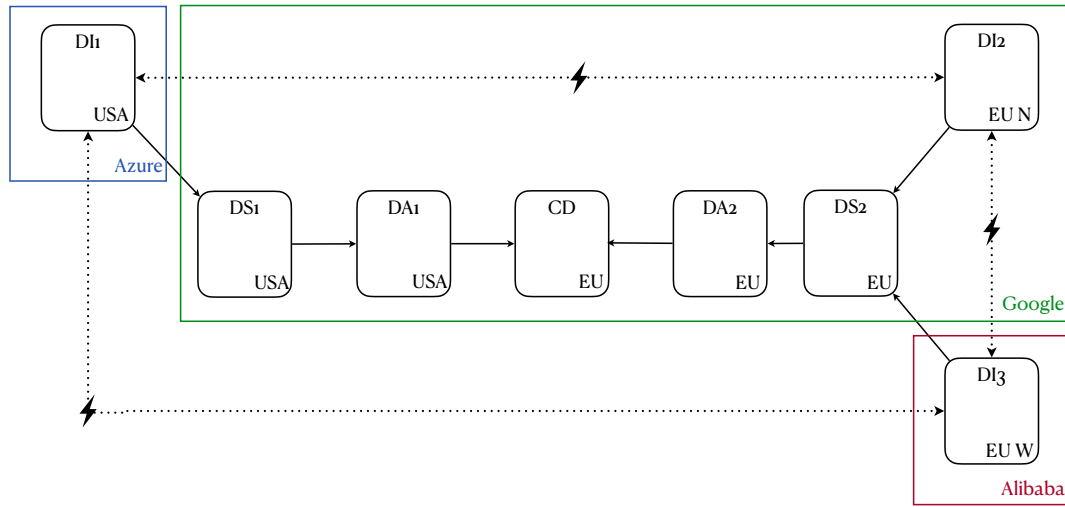 DI1
USA
Azure
DI2
EU N
DS1
USA
DA1
USA
CD
EU
DA2
EU
DS2
EU
Google
DI3
EU W
Alibaba